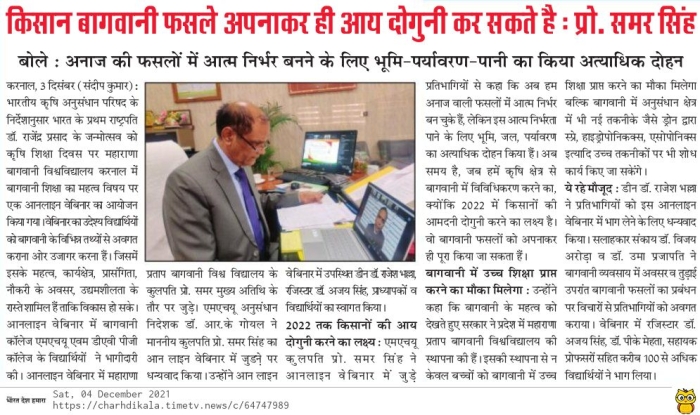 किसान बागवानी फसले अपनाकर ही आय दोगुनी कर सकते है : प्रो. समर सिंह
बोले : अनाज की फसलों में आत्म निर्भर बनने के लिए भूमि-पर्यावरण-पानी का किया अत्याधिक दोहन
करनाल, 3 दिसंबर (संदीप कुमार) :
भारतीय कृषि अनुसंधान परिषद के
निर्देशानुसार भारत के प्रथम राष्ट्रपति
डॉ. राजेंद्र प्रसाद के जन्मोत्सव को
कृषि शिक्षा दिवस पर महाराणा
बागवानी विश्वविद्यालय करनाल में
बागवानी शिक्षा का महत्व विषय पर
एक आनलाइन वेबिनार का आयोजन
किया गया। वेबिनार का उदेश्य विद्यार्थियों
को बागवानी के विभिन्न तथ्यों से अवगत
कराना ओर उजागर करना हैं। जिसमें
इसके महत्व, कार्यक्षेत्र, प्रासंगिता,
नौकरी के अवसर, उद्यमशीलता के
रास्ते शामिल हैं ताकि विकास हो सके।
आनलाइन वेबिनार में बागवानी
कॉलेज एमएचयू एवम डीएवी पीजी
कॉलेज के विद्यार्थियों ने भागीदारी
की। आनलाइन वेबिनार में महाराणा
प्रताप बागवानी विश्व विद्यालय के
कुलपति प्रो. समर सिंह मुख्य अतिथि के
तौर पर जुड़े। एमएचयू अनुसंधान
निदेशक डॉ. आर.के गोयल ने
माननीय कुलपति प्रो. समर सिंह का
आन लाइन वेबिनार में जुडऩे पर
धन्यवाद किया। उन्होंने आन लाइन
वेबिनार में उपस्थित डीन डॉ. राजेश भल्ला,
रजिस्टार डॉ. अजय सिंह, प्राध्यापकों व
विद्यार्थियों का स्वागत किया।
2022 तक किसानों की आय
दोगुनी करने का लक्ष्य : एमएचयू
कुलपति प्रो. समर सिंह ने
आनलाइन वेबिनार में जुड़े
प्रतिभागियों से कहा कि अब हम
अनाज वाली फसलों में आत्म निर्भर
बन चुके हैं, लेकिन इस आत्म निर्भरता
पाने के लिए भूमि, जल, पर्यावरण
का अत्याधिक दोहण किया हैं। अब
समय है, जब हमें कृषि क्षेत्र से
बागवानी में विविधिकरण करने का,
क्योंकि 2022 में किसानों की
आमदनी दोगुनी करने का लक्ष्य है।
वो बागवानी फसलों को अपनाकर
ही पूरा किया जा सकता हैं।
बागवानी में उच्च शिक्षा प्राप्त
करने का मौका मिलेगा : उन्होंने
कहा कि बागवानी के महत्व को
देखते हुए सरकार ने प्रदेश में महाराणा
प्रताप बागवानी विश्वविद्यालय की
स्थापना की हैं। इसकी स्थापना से न
केवल बच्चों को बागवानी में उच्च
शिक्षा प्राप्त करने का मौका मिलेगा
बल्कि बागवानी में अनुसंधान क्षेत्र
में भी नई तकनीके जैसे ड्रोन द्वारा
स्प्रे, हाइड्रोपोनिकक्स, एसोपोनिक्स
इत्यादि उच्च तकनीकों पर भी शोध
कार्य किए जा सकेंगे।
ये रहे मौजूद : डीन डॉ. राजेश भल्ला
ने प्रतिभागियों को इस आनलाइन
वेबिनार में भाग लेने के लिए धन्यवाद
किया। सलाहकार संकाय डॉ. विजय
अरोड़ा व डॉ. उमा प्रजापति ने
बागवानी व्यवसाय में अवसर व तुड़ाई
उपरांत बागवानी फसलों का प्रबंधन
पर विचारों से प्रतिभागियों को अवगत
कराया। वेबिनार में रजिस्टार डॉ.
अजय सिंह, डॉ. पीके मेहता, सहायक
प्रोफेसरों सहित करीब 100 से अधिक
विद्यार्थियों ने भाग लिया।
भारत देश हमारा
Sat, 04 December 2021
https://charhdikala.timetv.news/c/64747989